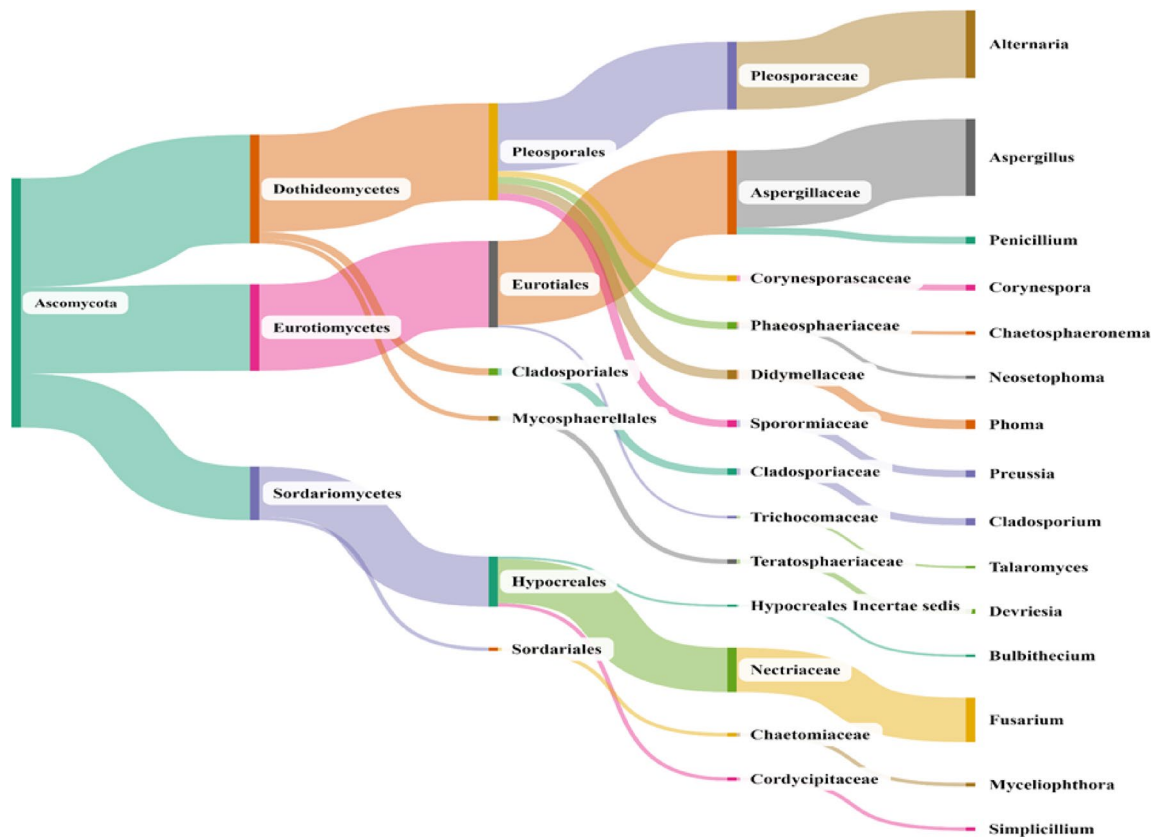 Ascomycota
Dothideomycetes
Eurotiomycetes
Sordariomycetes
Pleosporales
Eurotiales
Cladosporiales
Mycosphaerellales
Hypocreales
Sordariales
Pleosporaceae
Aspergillaceae
Corynesporascaceae
Phaeosphaeriaceae
Didymellaceae
Sporormiaceae
Cladosporiaceae
Trichocomaceae
Teratosphaeriaceae
Hypocreales Incertae sedis
Nectriaceae
Chaetomiaceae
Cordycipitaceae
Alternaria
Aspergillus
Penicillium
Corynespora
Chaetosphaeronema
Neosetophoma
Phoma
Preussia
Cladosporium
Talaromyces
Devriesia
Bulbithecium
Fusarium
Myceliophthora
Simplicillium